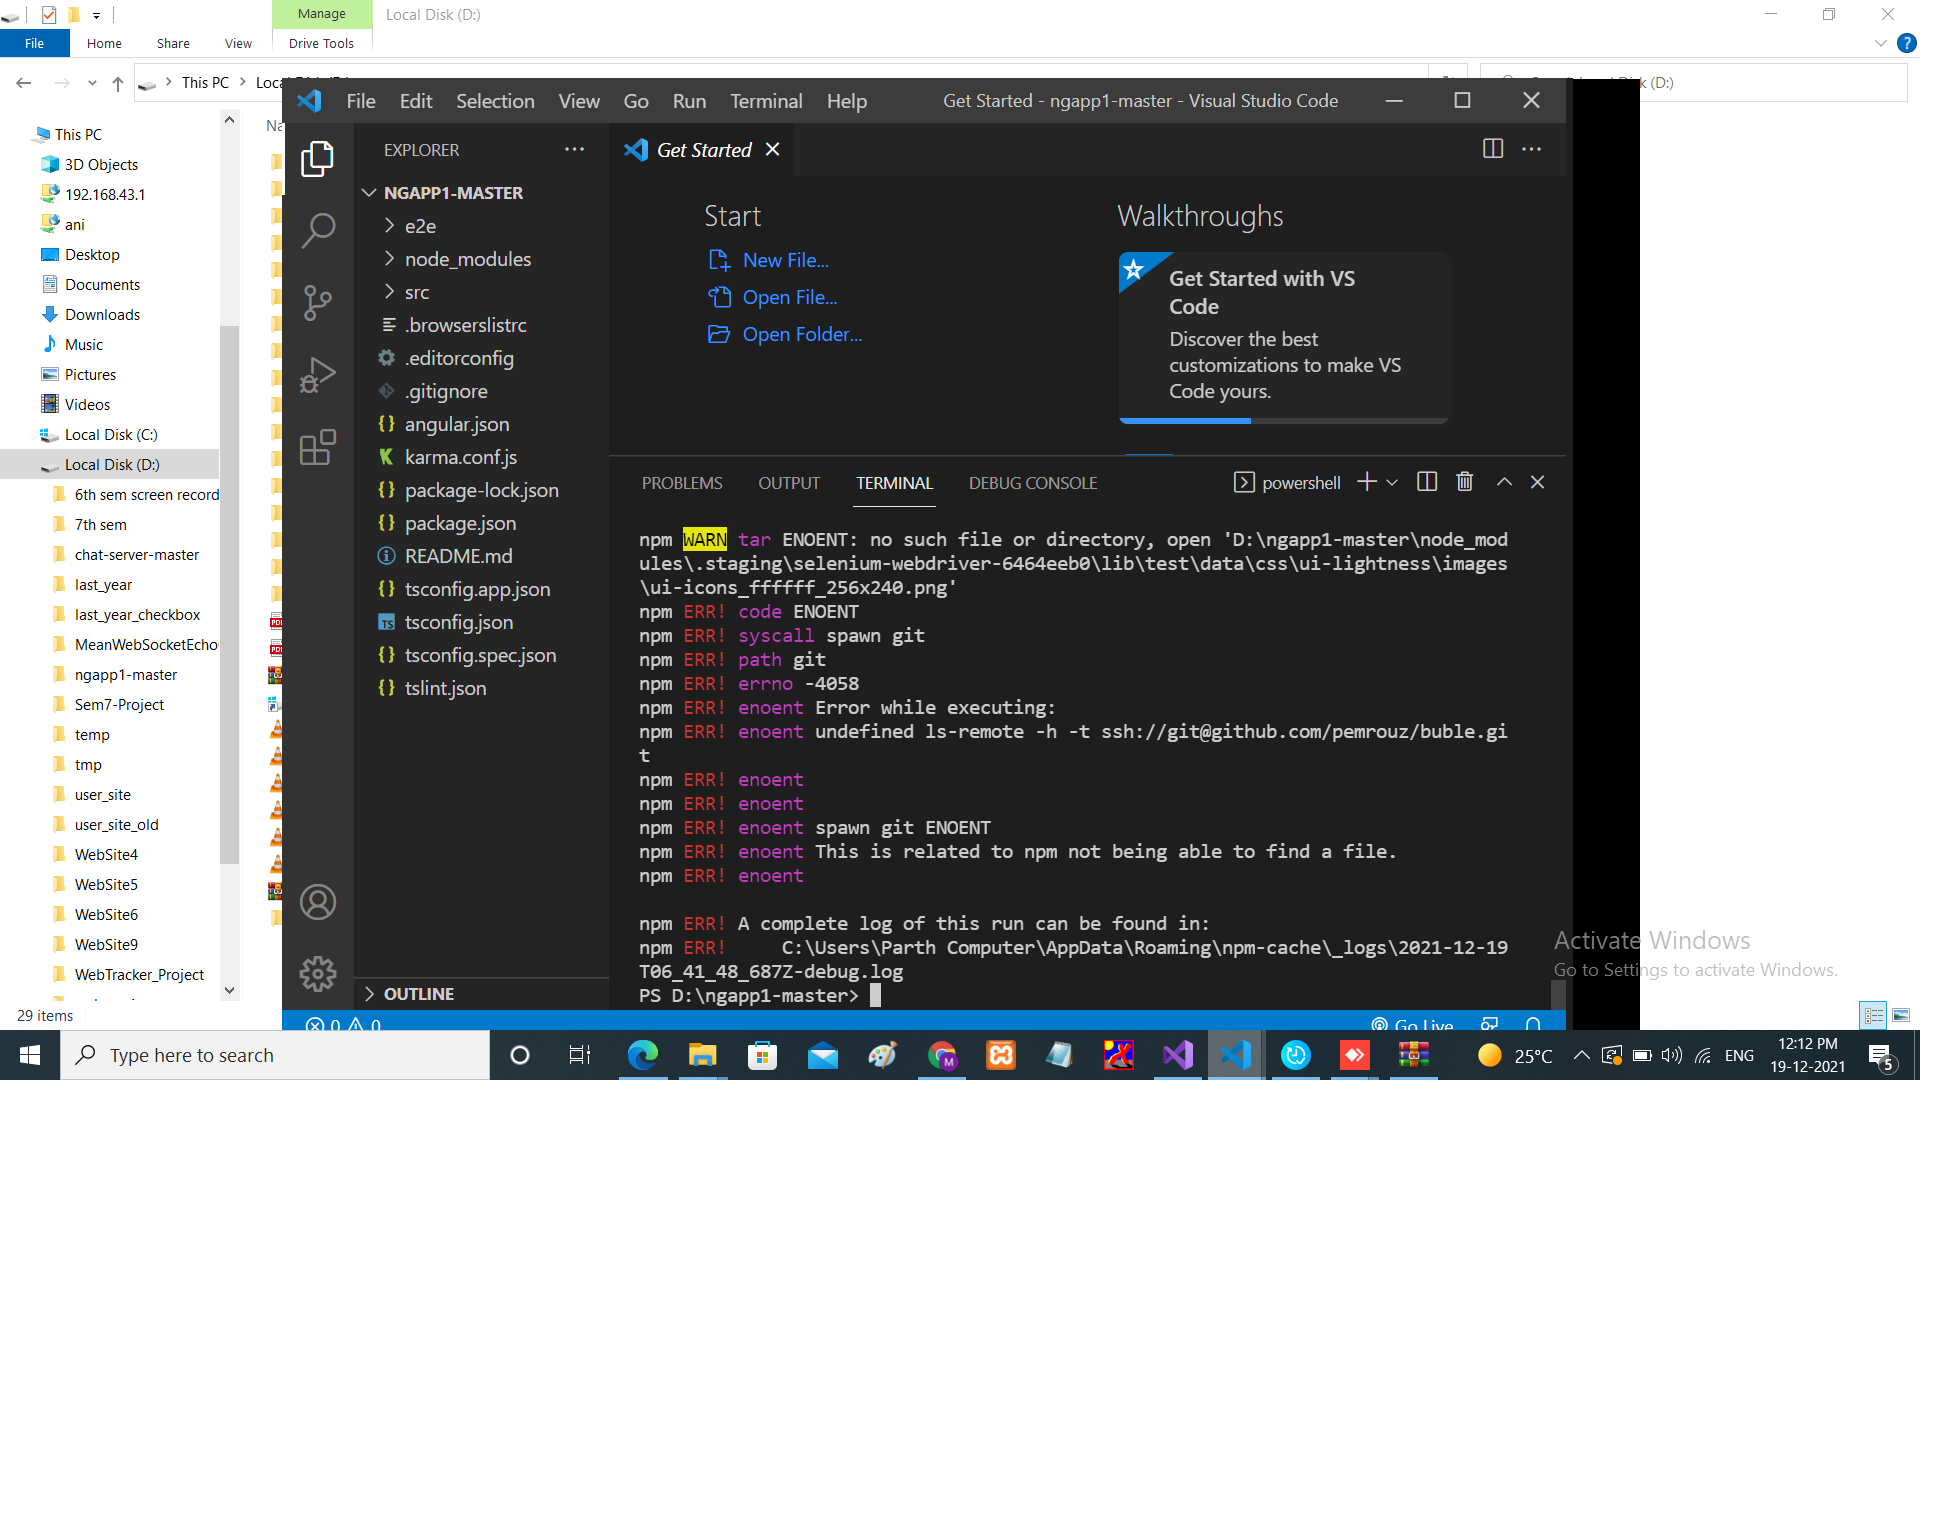 Manage
Local Disk (D:)
File
Home
Share
View
Drive Tools
This PC
This PC
3D Objects
192.168.43.1
ani
Desktop
Documents
Downloads
Music
Pictures
Videos
Local Disk (C:)
Local Disk (D:)
6th sem screen record
7th sem
chat-server-master
last_year
last_year_checkbox
MeanWebSocketEcho
ngapp1-master
Sem7-Project
temp
tmp
user_site
user_site_old
WebSite4
WebSite5
WebSite6
WebSite9
WebTracker_Project
29 items
File Edit Selection View Go Run Terminal Help
Get Started - ngapp1-master - Visual Studio Code
EXPLORER
NGAPP1-MASTER
e2e
node_modules
src
.browserslistrc
.editorconfig
.gitignore
angular.json
karma.conf.js
package-lock.json
package.json
README.md
tsconfig.app.json
tsconfig.json
tsconfig.spec.json
tslint.json
OUTLINE
Get Started
Start
New File...
Open File...
Open Folder...
Walkthroughs
Get Started with VS
Code
Discover the best
customizations to make VS
Code yours.
PROBLEMS OUTPUT TERMINAL DEBUG CONSOLE
powershell
npm WARN tar ENOENT: no such file or directory, open 'D:\ngapp1-master\node_mod
ules\.staging\selenium-webdriver-6464eeb0\lib\test\data\css\ui-lightness\images
\ui-icons_ffffff_256x240.png'
npm ERR! code ENOENT
npm ERR! syscall spawn git
npm ERR! path git
npm ERR! errno -4058
npm ERR! enoent Error while executing:
npm ERR! enoent undefined ls-remote -h -t ssh://git@github.com/pemrouz/buble.gi
t
npm ERR! enoent
npm ERR! enoent
npm ERR! enoent spawn git ENOENT
npm ERR! enoent This is related to npm not being able to find a file.
npm ERR! enoent
npm ERR! A complete log of this run can be found in:
npm ERR!     C:\Users\Parth Computer\AppData\Roaming\npm-cache\_logs\2021-12-19
T06_41_48_687Z-debug.log
PS D:\ngapp1-master>
0 0
Go Live
Activate Windows
Go to Settings to activate Windows.
Type here to search
25°C
ENG
12:12 PM
19-12-2021
5